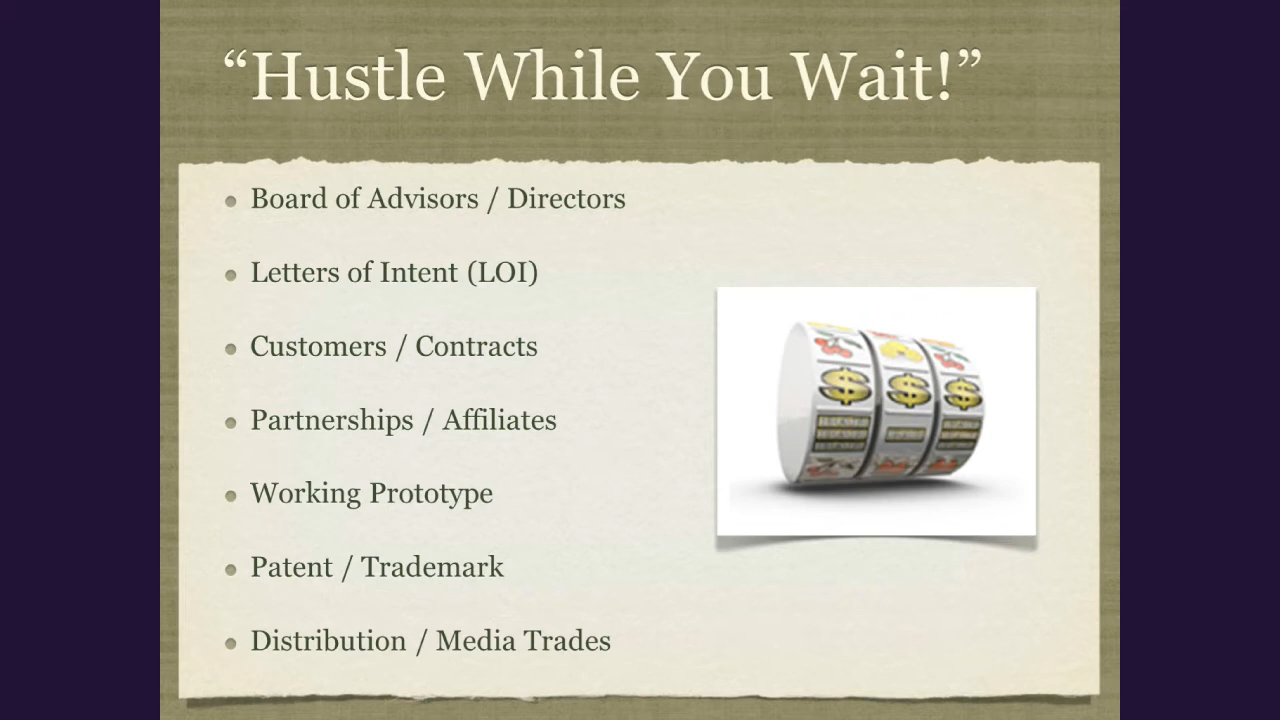 “Hustle While You Wait!”
Board of Advisors / Directors
Letters of Intent (LOI)
Customers / Contracts
Partnerships / Affiliates
Working Prototype
Patent / Trademark
Distribution / Media Trades
$ $ $